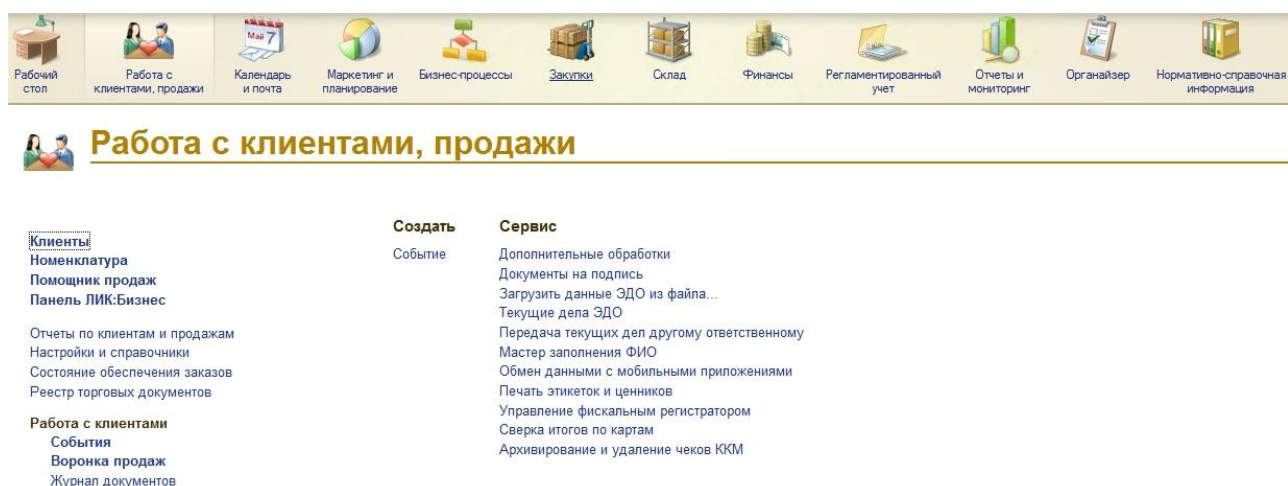 Май 7
Рабочий
стол
Работа с
клиентами, продажи
Календарь
и почта
Маркетинг и
планирование
Бизнес-процессы
Закупки
Склад
Финансы
Регламентированный
учет
Отчеты и
мониторинг
Органайзер
Нормативно-справочная
информация
Работа с клиентами, продажи
Клиенты
Номенклатура
Помощник продаж
Панель ЛИК:Бизнес
Отчеты по клиентам и продажам
Настройки и справочники
Состояние обеспечения заказов
Реестр торговых документов
Работа с клиентами
События
Воронка продаж
Журнал документов
Создать
Событие
Сервис
Дополнительные обработки
Документы на подпись
Загрузить данные ЭДО из файла...
Текущие дела ЭДО
Передача текущих дел другому ответственному
Мастер заполнения ФИО
Обмен данными с мобильными приложениями
Печать этикеток и ценников
Управление фискальным регистратором
Сверка итогов по картам
Архивирование и удаление чеков ККМ